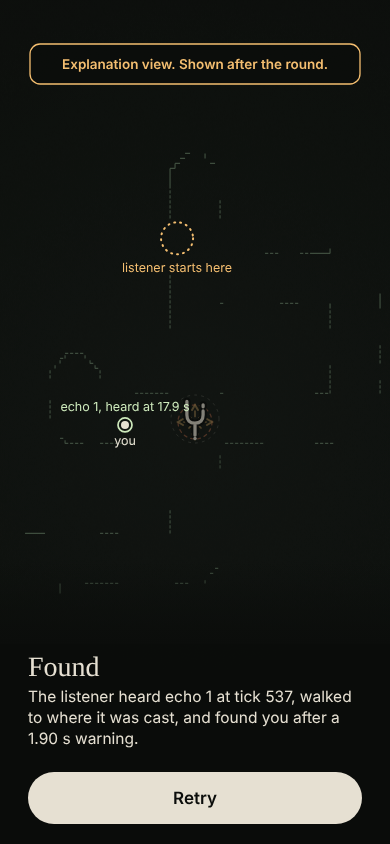 Explanation view. Shown after the round.
listener starts here
echo 1, heard at 17.9 s
you
Found
The listener heard echo 1 at tick 537, walked
to where it was cast, and found you after a
1.90 s warning.
Retry